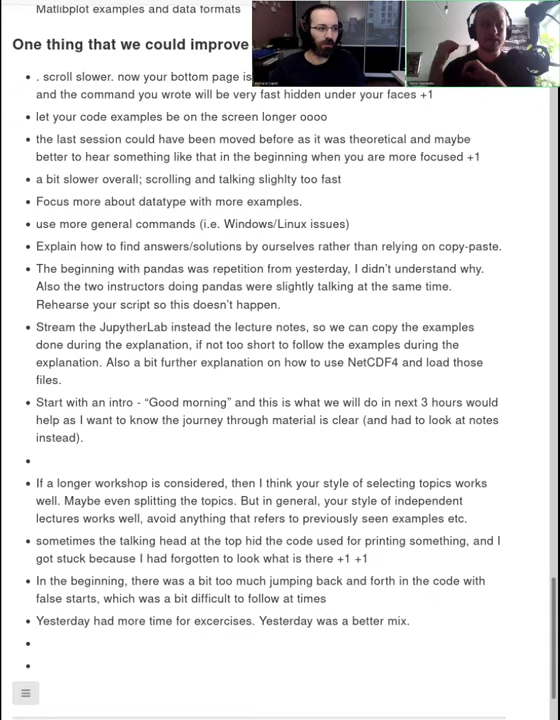 Matlibplot examples and data formats
One thing that we could improve
. scroll slower. now your bottom page is
and the command you wrote will be very fast hidden under your faces +1
let your code examples be on the screen longer oooo
the last session could have been moved before as it was theoretical and maybe
better to hear something like that in the beginning when you are more focused +1
a bit slower overall; scrolling and talking slighlty too fast
Focus more about datatype with more examples.
use more general commands (i.e. Windows/Linux issues)
Explain how to find answers/solutions by ourselves rather than relying on copy-paste.
The beginning with pandas was repetition from yesterday, I didn't understand why.
Also the two instructors doing pandas were slightly talking at the same time.
Rehearse your script so this doesn't happen.
Stream the JupytherLab instead the lecture notes, so we can copy the examples
done during the explanation, if not too short to follow the examples during the
explanation. Also a bit further explanation on how to use NetCDF4 and load those
files.
Start with an intro - “Good morning” and this is what we will do in next 3 hours would
help as I want to know the journey through material is clear (and had to look at notes
instead).
If a longer workshop is considered, then I think your style of selecting topics works
well. Maybe even splitting the topics. But in general, your style of independent
lectures works well, avoid anything that refers to previously seen examples etc.
sometimes the talking head at the top hid the code used for printing something, and I
got stuck because I had forgotten to look what is there +1 +1
In the beginning, there was a bit too much jumping back and forth in the code with
false starts, which was a bit difficult to follow at times
Yesterday had more time for excercises. Yesterday was a better mix.